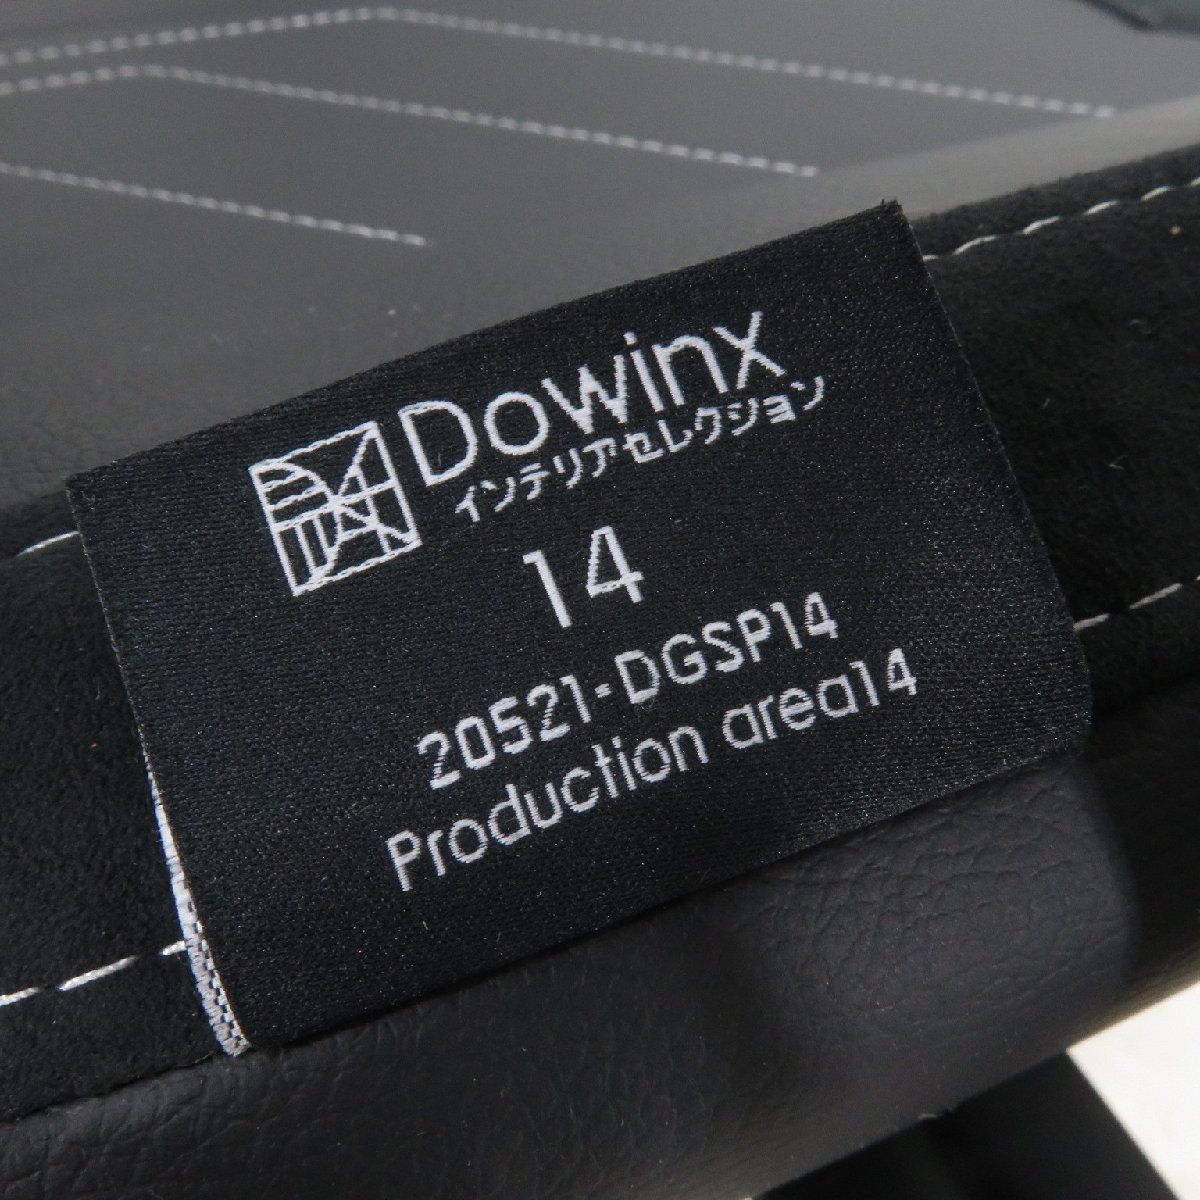 Dowinx
インテリアセレクション
14
20521-DGSP14
Production area14